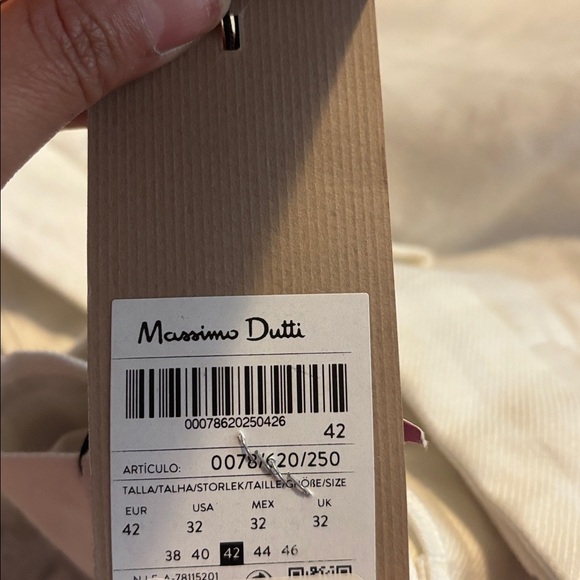 Massimo Dutti
00078620250426
42
ARTÍCULO: 0078/620/250
TALLA/TALHA/STORLEK/TAILLE/GRÖßE/SIZE
EUR USA MEX UK
42 32 32 32
38 40 42 44 46
N.I.F. A-78115201